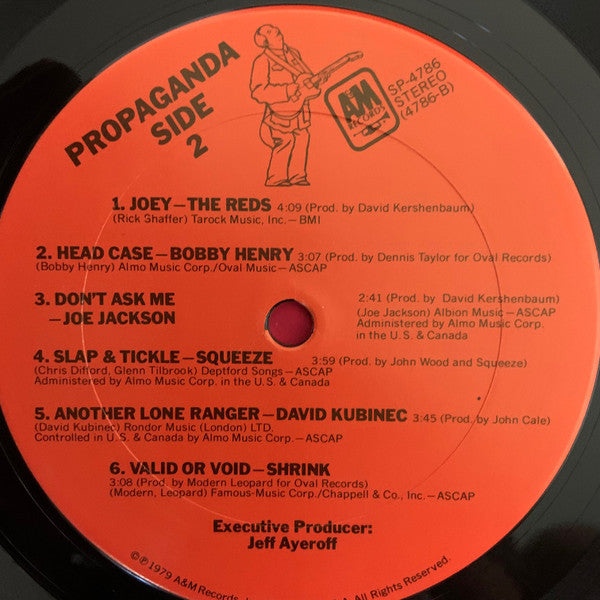 PROPAGANDA
SIDE
2
A&M
RECORDS
SP-4786
STEREO
(4786-B)
1. JOEY—THE REDS 4:09 (Prod. by David Kershenbaum)
(Rick Shaffer) Tarock Music, Inc.—BMI
2. HEAD CASE—BOBBY HENRY 3:07 (Prod. by Dennis Taylor for Oval Records)
(Bobby Henry) Almo Music Corp./Oval Music—ASCAP
3. DON'T ASK ME
—JOE JACKSON
2:41 (Prod. by David Kershenbaum)
(Joe Jackson) Albion Music—ASCAP
Administered by Almo Music Corp.
in the U.S. & Canada
4. SLAP & TICKLE—SQUEEZE 3:59 (Prod. by John Wood and Squeeze)
(Chris Difford, Glenn Tilbrook) Deptford Songs—ASCAP
Administered by Almo Music Corp. in the U.S. & Canada
5. ANOTHER LONE RANGER—DAVID KUBINEC 3:45 (Prod. by John Cale)
(David Kubinec) Rondor Music (London) LTD.
Controlled in U.S. & Canada by Almo Music Corp.—ASCAP
6. VALID OR VOID—SHRINK
3:08 (Prod. by Modern Leopard for Oval Records)
(Modern, Leopard) Famous-Music Corp./Chappell & Co., Inc.—ASCAP
Executive Producer:
Jeff Ayeroff
©℗1979 A&M Records, All Rights Reserved.